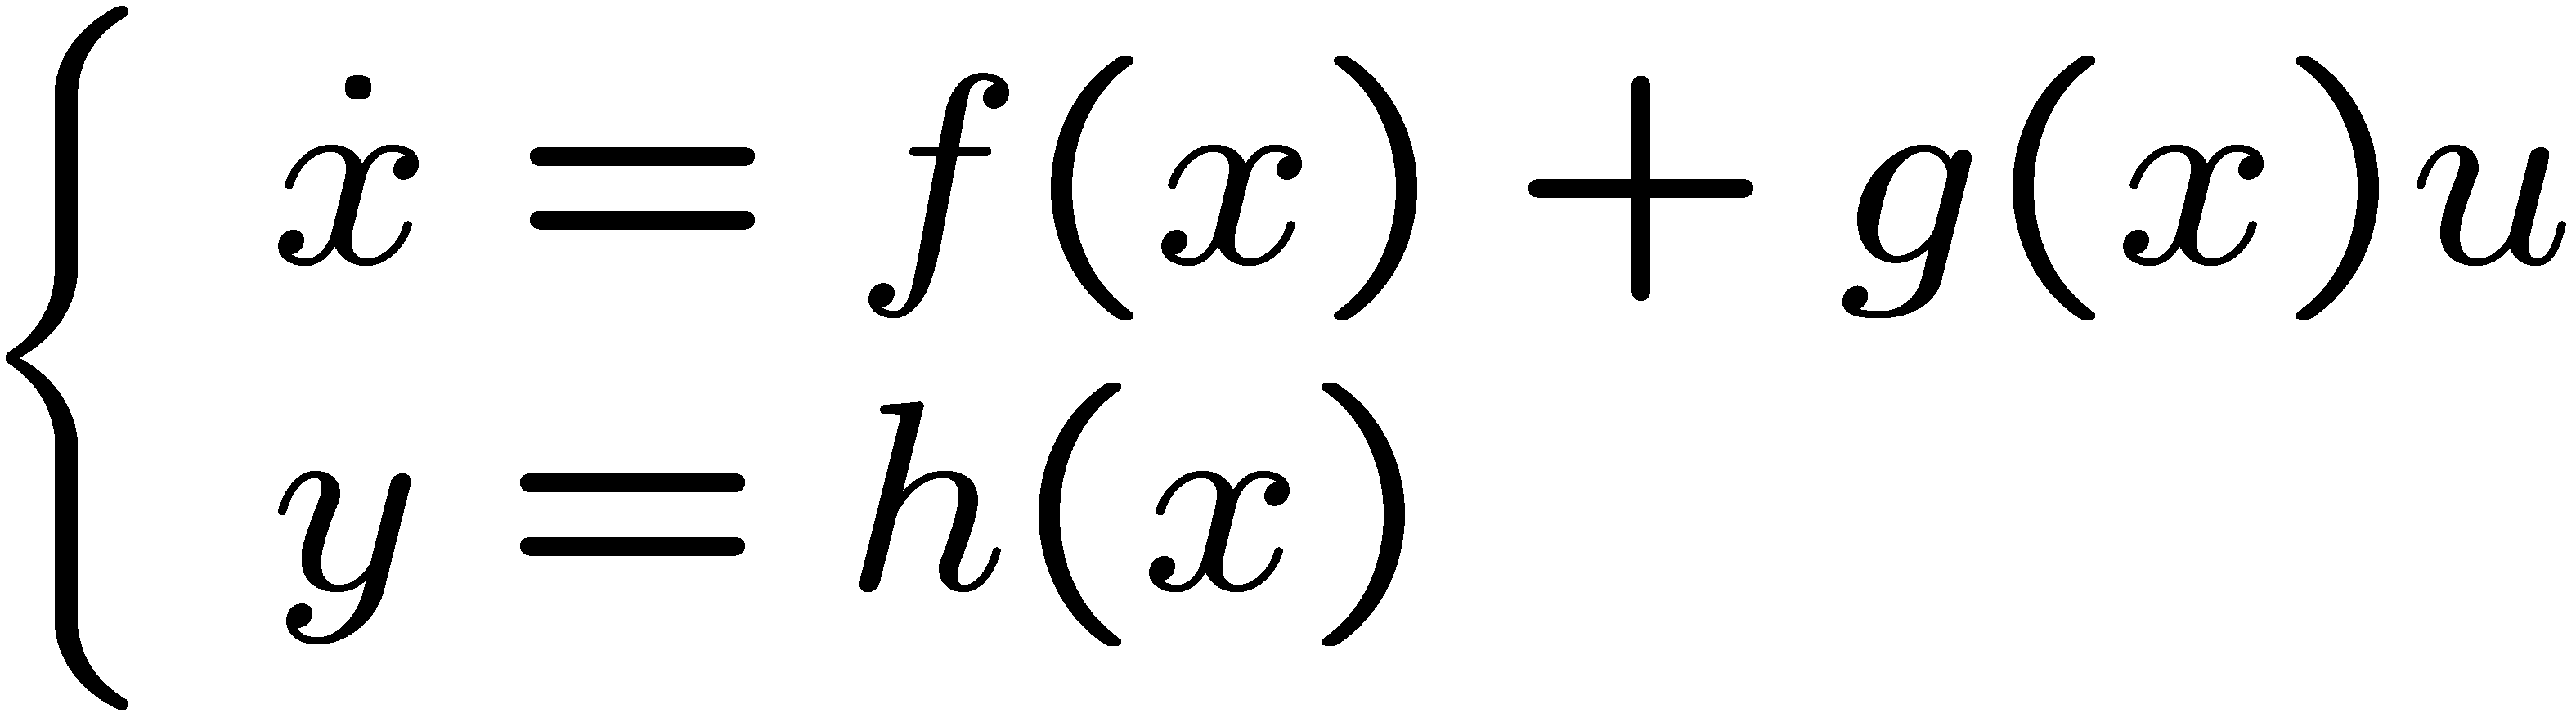 ẋ = f(x) + g(x)u
y = h(x)